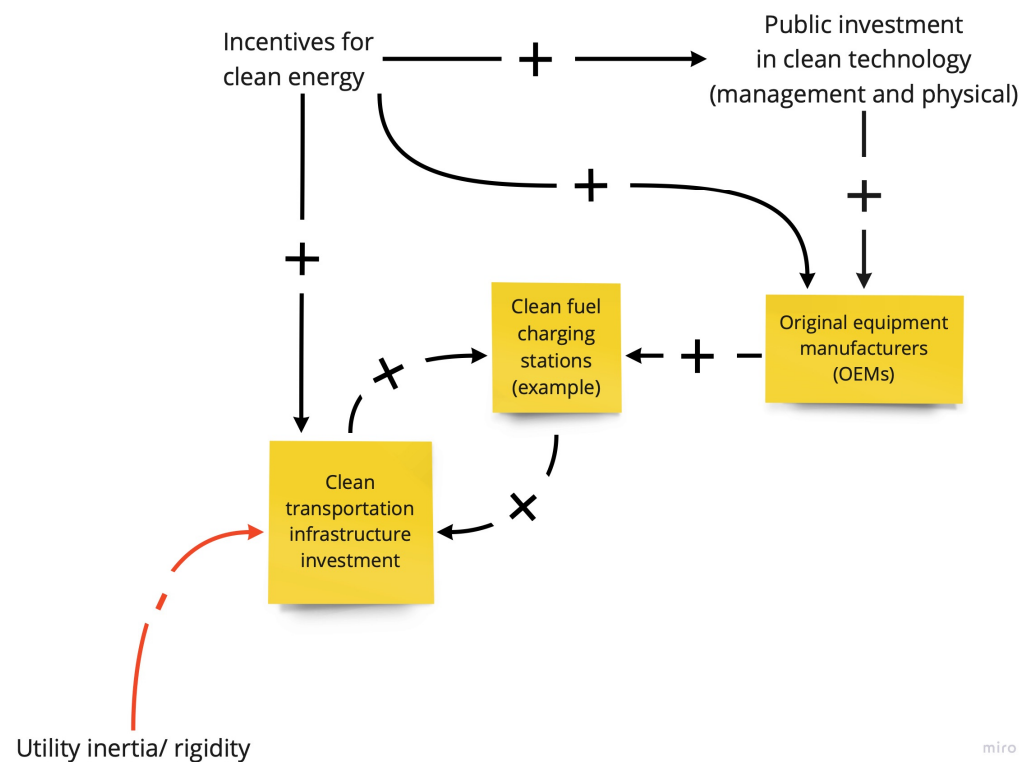 Incentives for
clean energy
+
Public investment
in clean technology
(management and physical)
+
+
+
Clean fuel
charging
stations
(example)
Original equipment
manufacturers
(OEMs)
+
+
Clean
transportation
infrastructure
investment
+
-
Utility inertia/ rigidity
miro